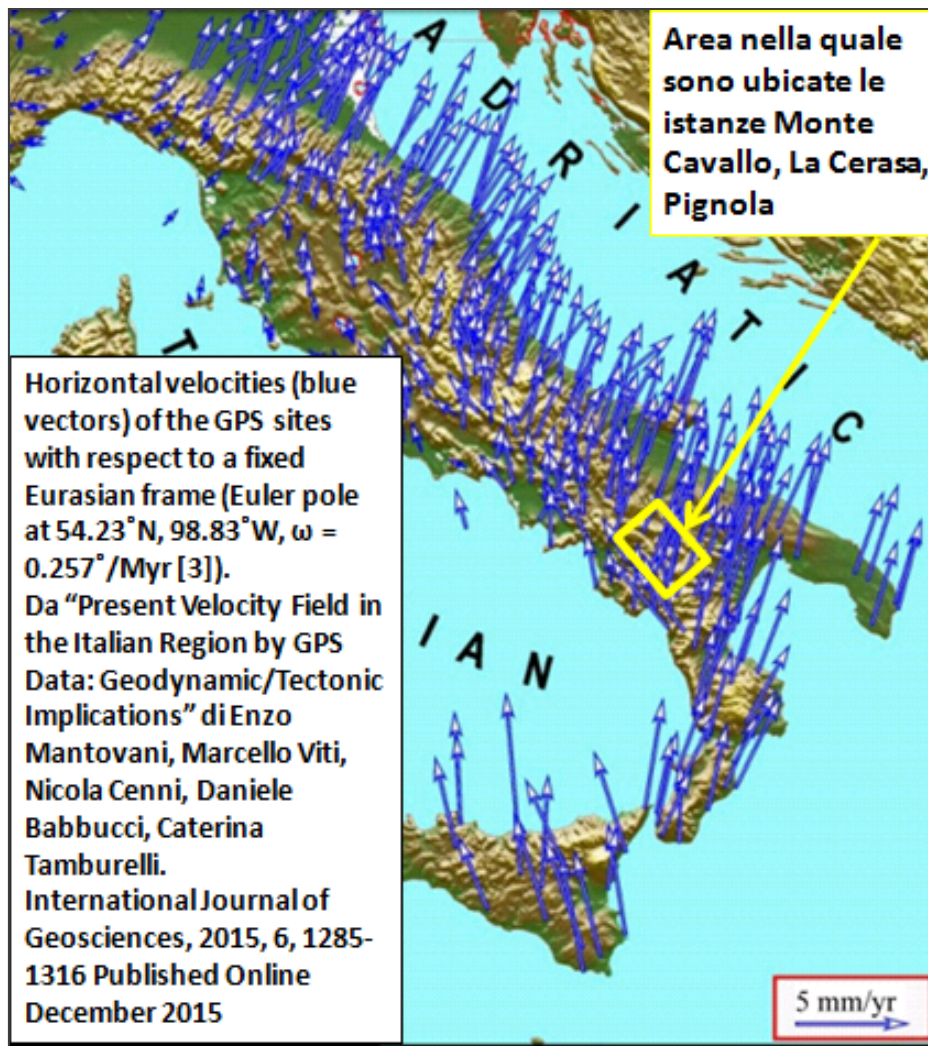 Area nella quale
sono ubicate le
istanze Monte
Cavallo, La Cerasa,
Pignola
A D R I A T I C
T
Horizontal velocities (blue
vectors) of the GPS sites
with respect to a fixed
Eurasian frame (Euler pole
at 54.23˚N, 98.83˚W, ω =
0.257˚/Myr [3]).
Da “Present Velocity Field in
the Italian Region by GPS
Data: Geodynamic/Tectonic
Implications” di Enzo
Mantovani, Marcello Viti,
Nicola Cenni, Daniele
Babbucci, Caterina
Tamburelli.
International Journal of
Geosciences, 2015, 6, 1285-
1316 Published Online
December 2015
I A N
5 mm/yr